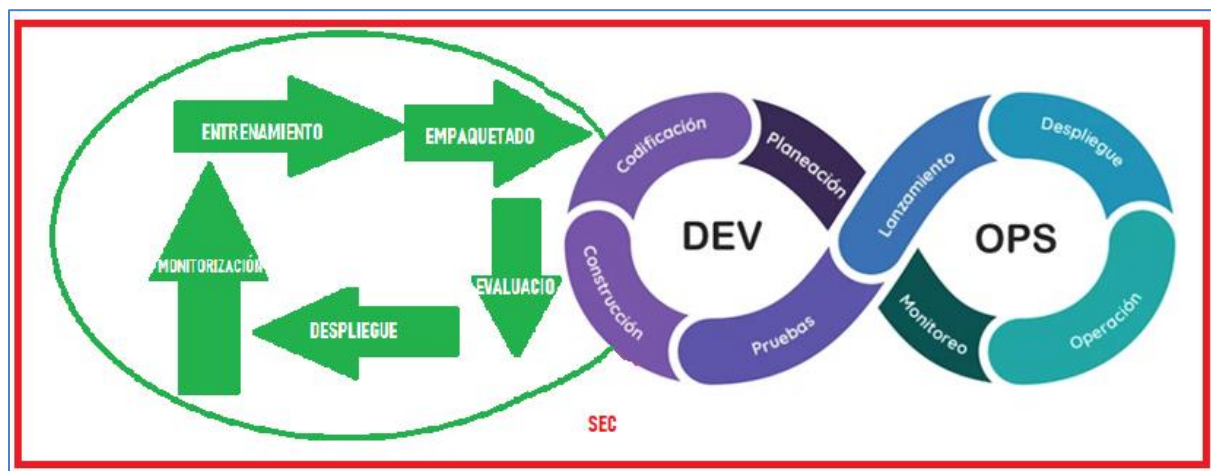 ENTRENAMIENTO
EMPAQUETADO
EVALUACIO
DESPLIEGUE
MONITORIZACIÓN
Codificación
Planeación
Construcción
Pruebas
DEV
Lanzamiento
Despliegue
Operación
Monitoreo
OPS
SEC